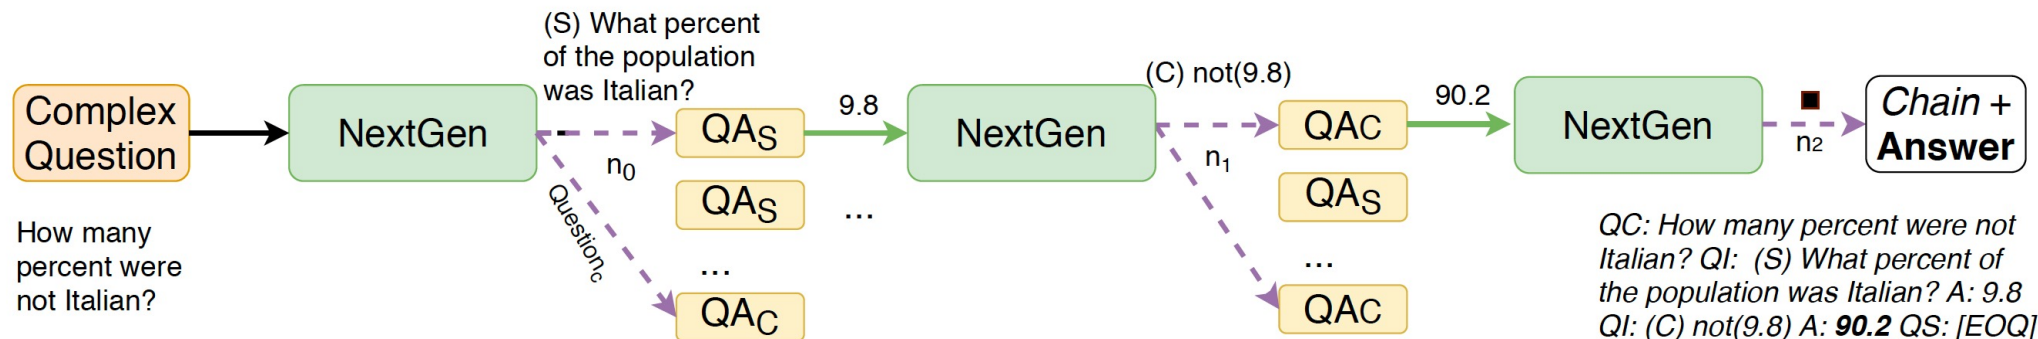 Complex
Question
How many
percent were
not Italian?
NextGen
(S) What percent
of the population
was Italian?
n0
Questionc
QAS
QAS
...
QAC
9.8
...
NextGen
(C) not(9.8)
n1
QAC
QAS
...
QAC
90.2
NextGen
n2
Chain +
Answer
QC: How many percent were not
Italian? QI: (S) What percent of
the population was Italian? A: 9.8
QI: (C) not(9.8) A: 90.2 QS: [EOQ]